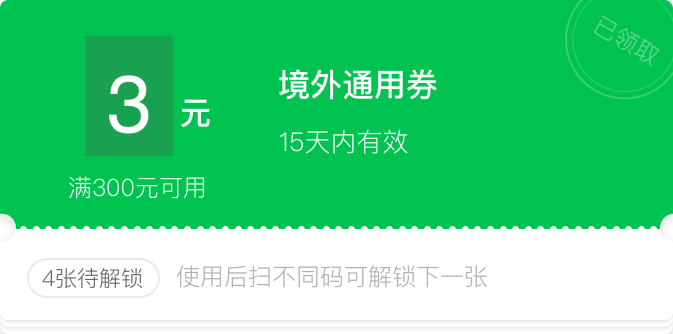 已领取
3 元
境外通用券
15天内有效
满300元可用
4张待解锁
使用后扫不同码可解锁下一张